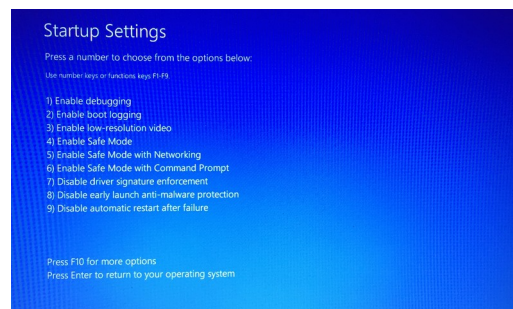 Startup Settings
Press a number to choose from the options below:
Use number keys or functions keys F1-F9.
1) Enable debugging
2) Enable boot logging
3) Enable low-resolution video
4) Enable Safe Mode
5) Enable Safe Mode with Networking
6) Enable Safe Mode with Command Prompt
7) Disable driver signature enforcement
8) Disable early launch anti-malware protection
9) Disable automatic restart after failure
Press F10 for more options
Press Enter to return to your operating system